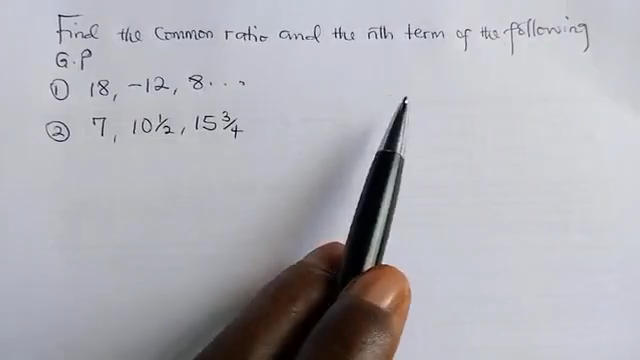 Find the Common ratio and the nth term of the following
G.P
① 18, -12, 8...
② 7, 10½, 15¾